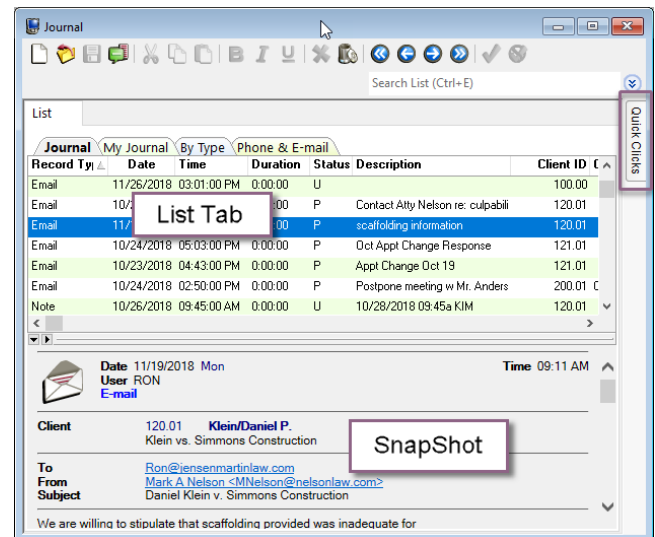 Journal
Search List (Ctrl+E)
Quick Clicks
List
Journal My Journal By Type Phone & E-mail
Record Ty Date Time Duration Status Description Client ID
Email 11/26/2018 03:01:00 PM 0:00:00 U 100.00
Email 10/ :00 P Contact Atty Nelson re: culpabili 120.01
List Tab
Email 11/ :00 P scaffolding information 120.01
Email 10/24/2018 05:03:00 PM 0:00:00 P Oct Appt Change Response 121.01
Email 10/23/2018 04:43:00 PM 0:00:00 P Appt Change Oct 19 121.01
Email 10/24/2018 02:50:00 PM 0:00:00 P Postpone meeting w Mr. Anders 200.01
Note 10/26/2018 09:45:00 AM 0:00:00 U 10/28/2018 09:45a KIM 120.01
Date 11/19/2018 Mon Time 09:11 AM
User RON
E-mail
Client 120.01 Klein/Daniel P.
Klein vs. Simmons Construction
SnapShot
To Ron@jensenmartinlaw.com
From Mark A Nelson <MNelson@nelsonlaw.com>
Subject Daniel Klein v. Simmons Construction
We are willing to stipulate that scaffolding provided was inadequate for